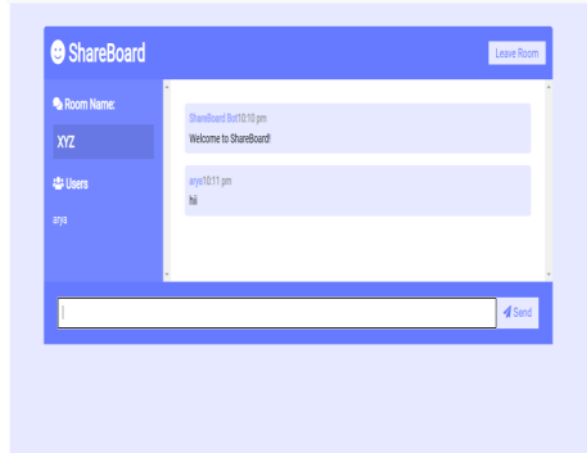 ShareBoard
Leave Room
Room Name:
XYZ
Users
arya
ShareBoard Bot10:10 pm
Welcome to ShareBoard!
arya10:11 pm
hii
Send